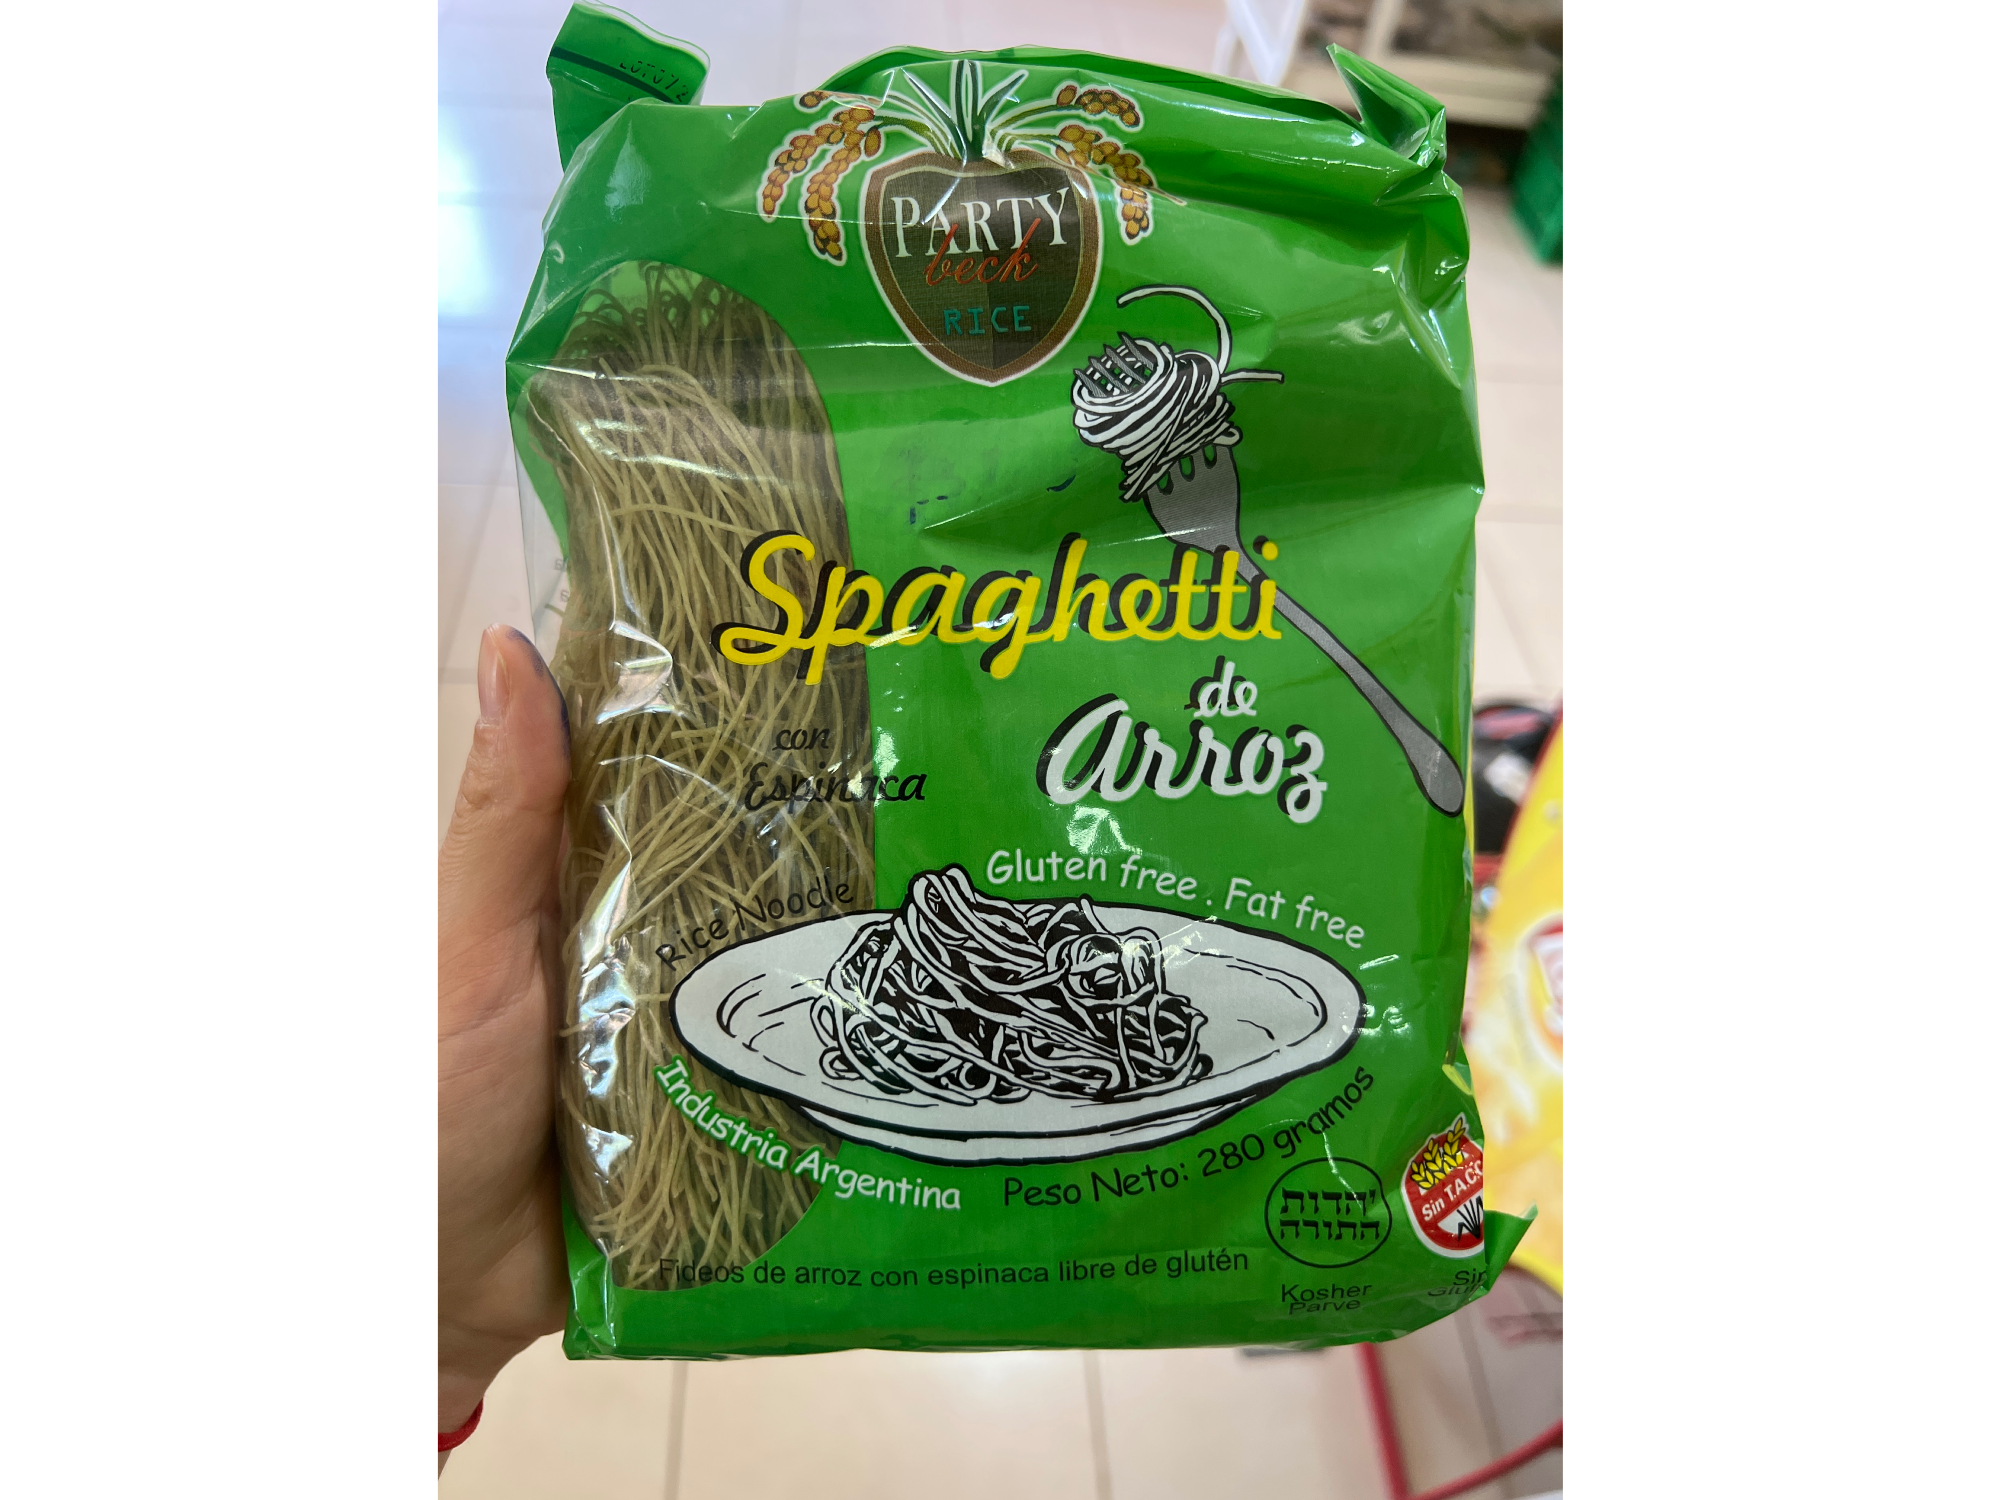 PARTY
beck
RICE
Spaghetti
de
Arroz
con
Espinaca
Gluten free . Fat free
Rice Noodle
Industria Argentina
Peso Neto: 280 gramos
יהדות
התורה
Sin T.A.C.C
Fideos de arroz con espinaca libre de glutén
Kosher
Parve